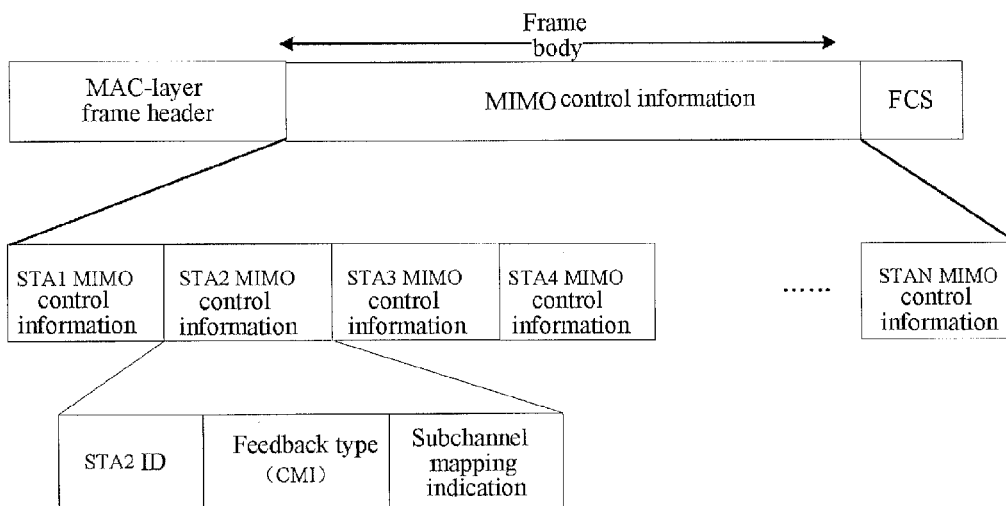 Frame
body
MAC-layer
frame header
MIMO control information
FCS
STA1 MIMO
control
information
STA2 MIMO
control
information
STA3 MIMO
control
information
STA4 MIMO
control
information
......
STAN MIMO
control
information
STA2 ID
Feedback type
(CMI)
Subchannel
mapping
indication